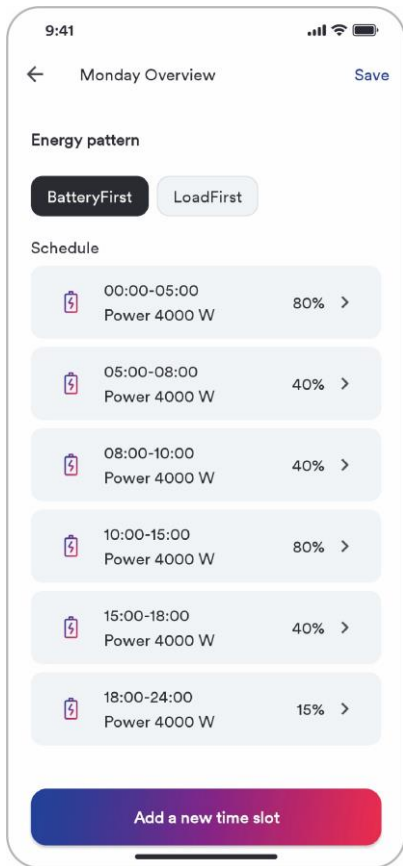 9:41
Monday Overview Save
Energy pattern
BatteryFirst LoadFirst
Schedule
00:00-05:00
Power 4000 W 80%
05:00-08:00
Power 4000 W 40%
08:00-10:00
Power 4000 W 40%
10:00-15:00
Power 4000 W 80%
15:00-18:00
Power 4000 W 40%
18:00-24:00
Power 4000 W 15%
Add a new time slot